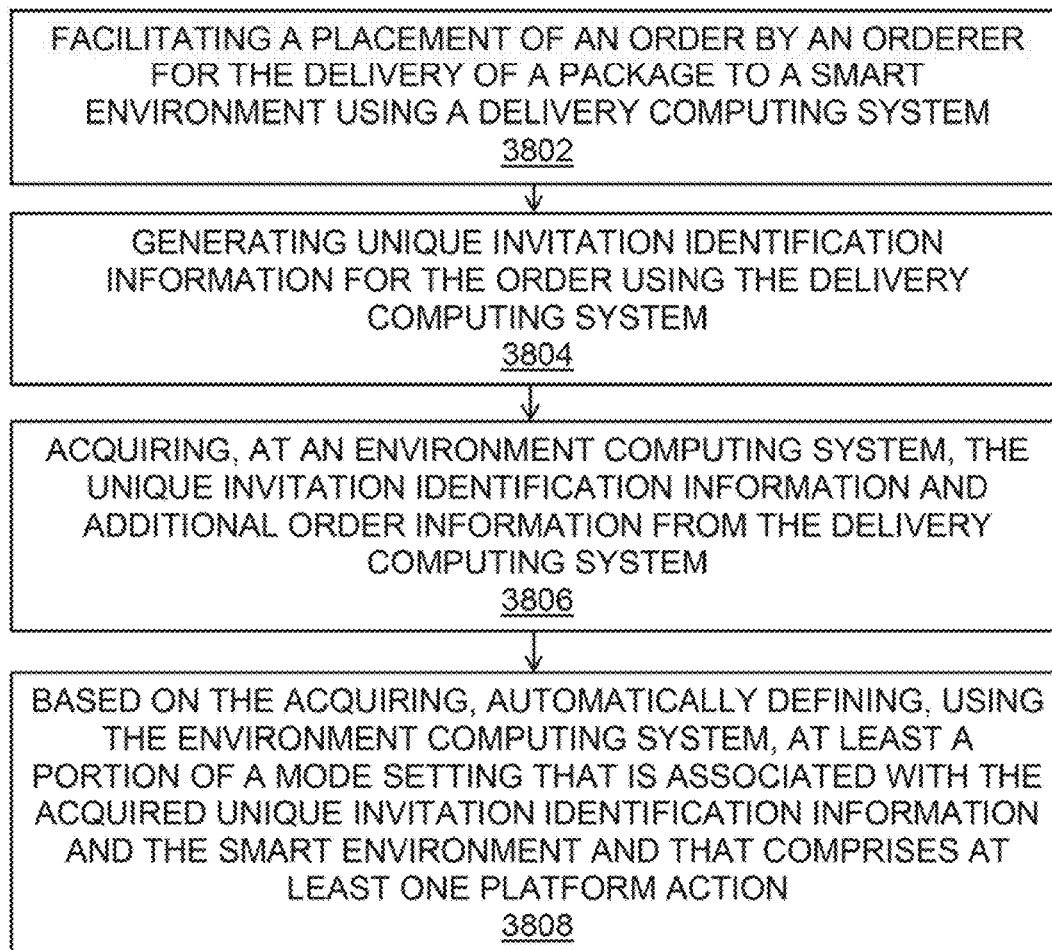 FACILITATING A PLACEMENT OF AN ORDER BY AN ORDERER
FOR THE DELIVERY OF A PACKAGE TO A SMART
ENVIRONMENT USING A DELIVERY COMPUTING SYSTEM
3802
GENERATING UNIQUE INVITATION IDENTIFICATION
INFORMATION FOR THE ORDER USING THE DELIVERY
COMPUTING SYSTEM
3804
ACQUIRING, AT AN ENVIRONMENT COMPUTING SYSTEM, THE
UNIQUE INVITATION IDENTIFICATION INFORMATION AND
ADDITIONAL ORDER INFORMATION FROM THE DELIVERY
COMPUTING SYSTEM
3806
BASED ON THE ACQUIRING, AUTOMATICALLY DEFINING, USING
THE ENVIRONMENT COMPUTING SYSTEM, AT LEAST A
PORTION OF A MODE SETTING THAT IS ASSOCIATED WITH THE
ACQUIRED UNIQUE INVITATION IDENTIFICATION INFORMATION
AND THE SMART ENVIRONMENT AND THAT COMPRISES AT
LEAST ONE PLATFORM ACTION
3808